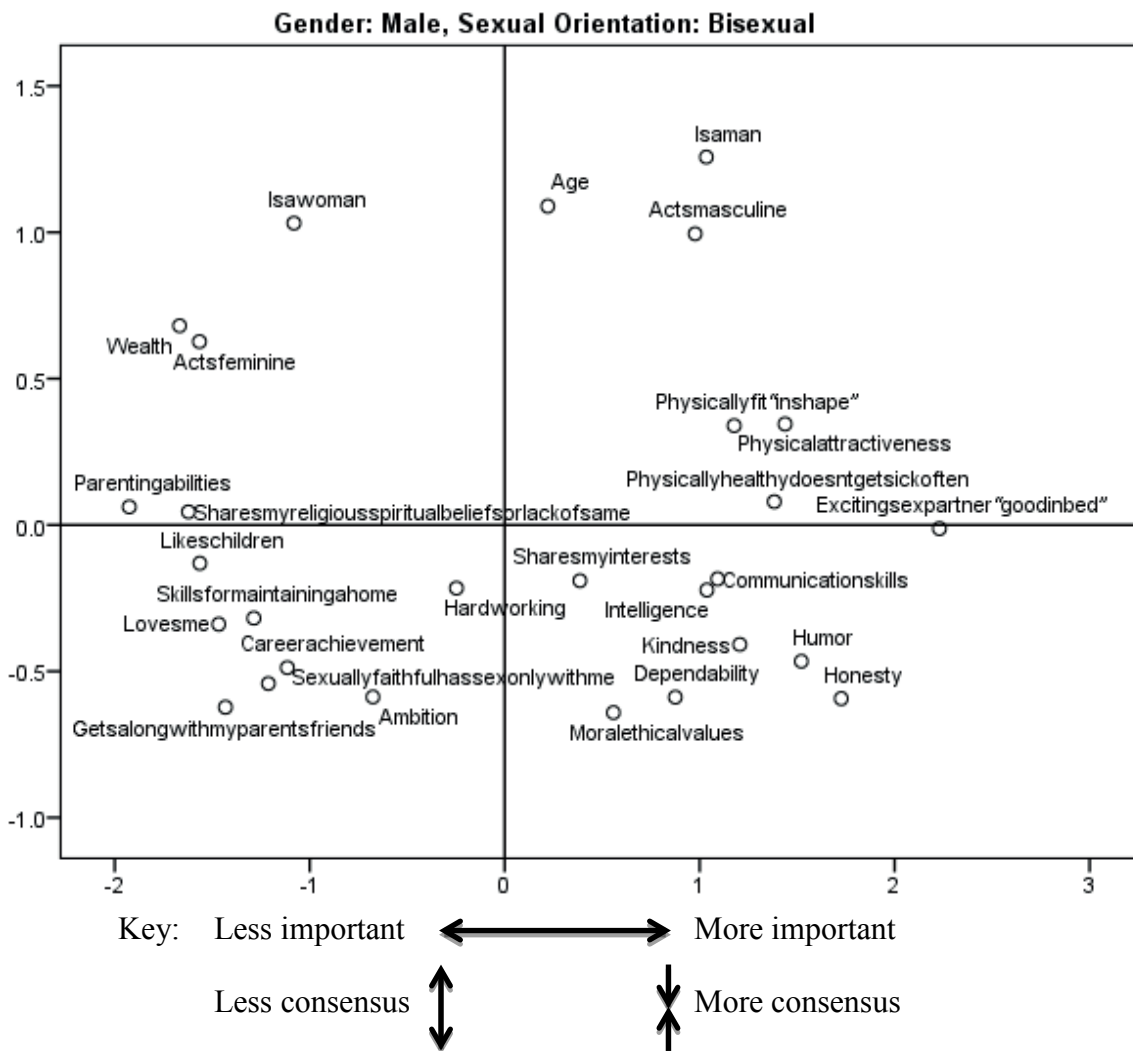 Gender: Male, Sexual Orientation: Bisexual
1.5
Isaman
Age
Isawoman
Actsmasculine
1.0
Wealth
Actsfeminine
0.5
Physicallyfit“inshape”
Physicalattractiveness
Parentingabilities
Physicallyhealthydoesntgetsickoften
Excitingsexpartner“goodinbed”
Sharesmyreligiousspiritualbeliefsorlackofsame
0.0
Likeschildren
Sharesmyinterests
Communicationskills
Skillsformaintainingahome
Hardworking
Intelligence
Lovesme
Careerachievement
Kindness
Humor
-0.5
Sexuallyfaithfulhassexonlywithme
Dependability
Honesty
Getsalongwithmyparentsfriends
Ambition
Moralethicalvalues
-1.0
-2 -1 0 1 2 3
Key: Less important More important
Less consensus More consensus